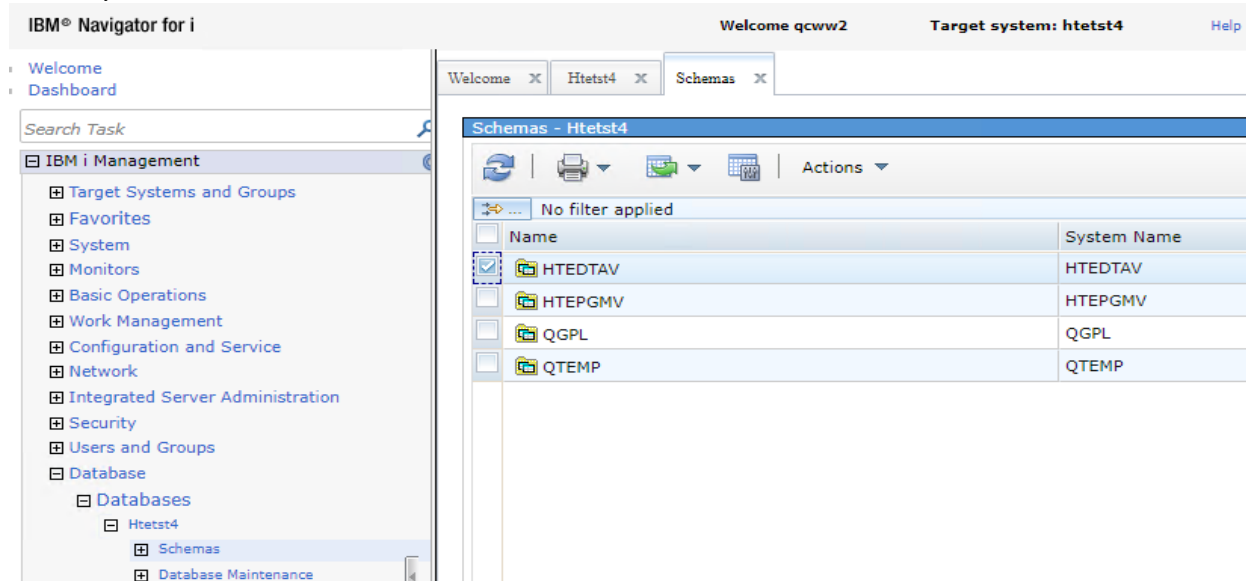 IBM® Navigator for i
Welcome qcww2
Target system: htetst4
Help
Welcome
Dashboard
Search Task
IBM i Management
Target Systems and Groups
Favorites
System
Monitors
Basic Operations
Work Management
Configuration and Service
Network
Integrated Server Administration
Security
Users and Groups
Database
Databases
Htetst4
Schemas
Database Maintenance
Welcome X Htetst4 X Schemas X
Schemas - Htetst4
Actions
... No filter applied
Name System Name
HTEDTAV HTEDTAV
HTEPGMV HTEPGMV
QGPL QGPL
QTEMP QTEMP